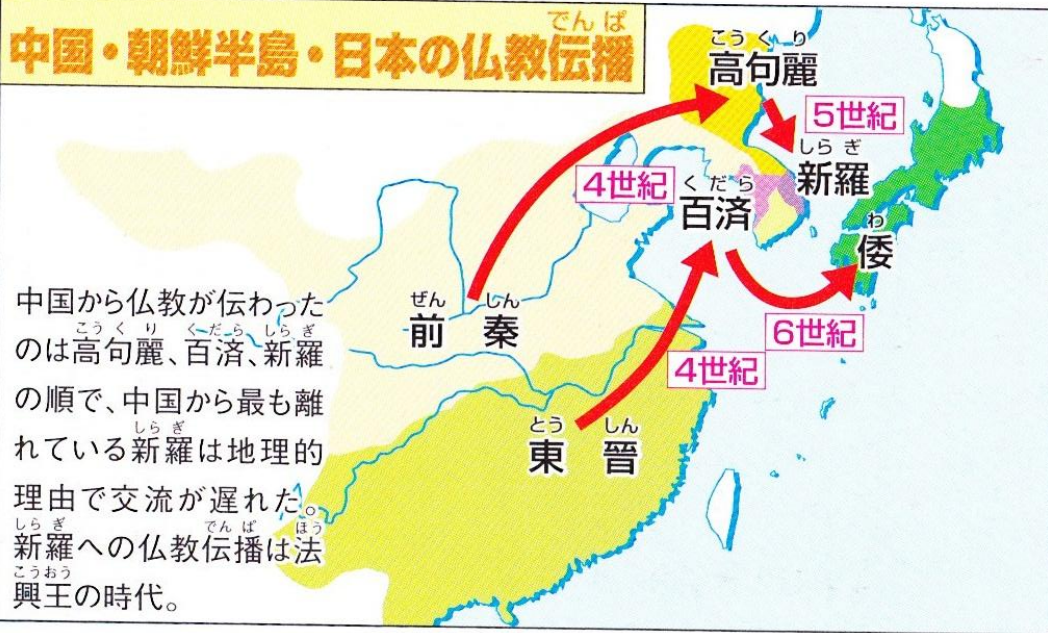 でんぱ
中国・朝鮮半島・日本の仏教伝播
こうくり
高句麗
5世紀
しらぎ
新羅
4世紀
くだら
百済
わ
倭
6世紀
4世紀
ぜん しん
前 秦
とう しん
東 晉
中国から仏教が伝わった
こうくり くだら しらぎ
のは高句麗、百済、新羅
の順で、中国から最も離
しらぎ
れている新羅は地理的
理由で交流が遅れた。
しらぎ でんぱ ほう
新羅への仏教伝播は法
こうおう
興王の時代。